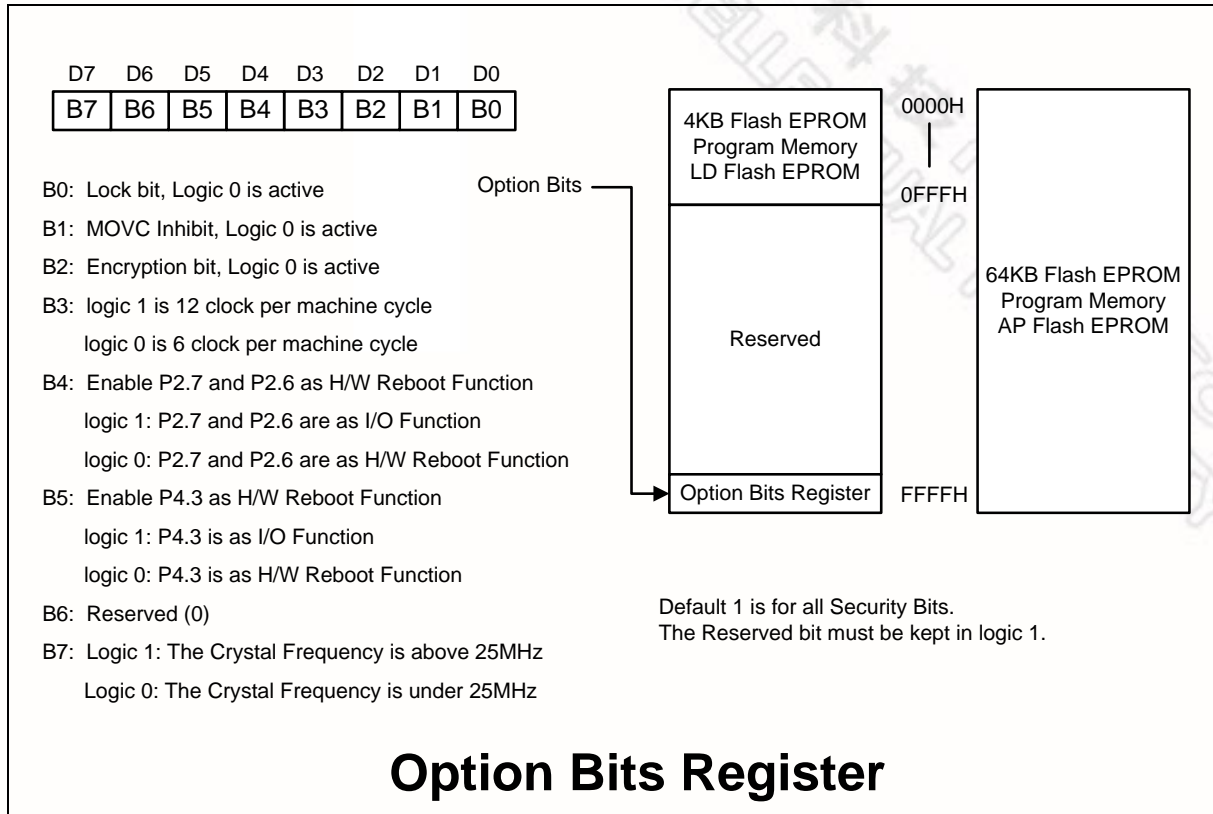 D7 D6 D5 D4 D3 D2 D1 D0
B7 B6 B5 B4 B3 B2 B1 B0
B0: Lock bit, Logic 0 is active
B1: MOVC Inhibit, Logic 0 is active
B2: Encryption bit, Logic 0 is active
B3: logic 1 is 12 clock per machine cycle
logic 0 is 6 clock per machine cycle
B4: Enable P2.7 and P2.6 as H/W Reboot Function
logic 1: P2.7 and P2.6 are as I/O Function
logic 0: P2.7 and P2.6 are as H/W Reboot Function
B5: Enable P4.3 as H/W Reboot Function
logic 1: P4.3 is as I/O Function
logic 0: P4.3 is as H/W Reboot Function
B6: Reserved (0)
B7: Logic 1: The Crystal Frequency is above 25MHz
Logic 0: The Crystal Frequency is under 25MHz
Option Bits
4KB Flash EPROM
Program Memory
LD Flash EPROM
Reserved
Option Bits Register
0000H
0FFFH
FFFFH
64KB Flash EPROM
Program Memory
AP Flash EPROM
Default 1 is for all Security Bits.
The Reserved bit must be kept in logic 1.
Option Bits Register
科技